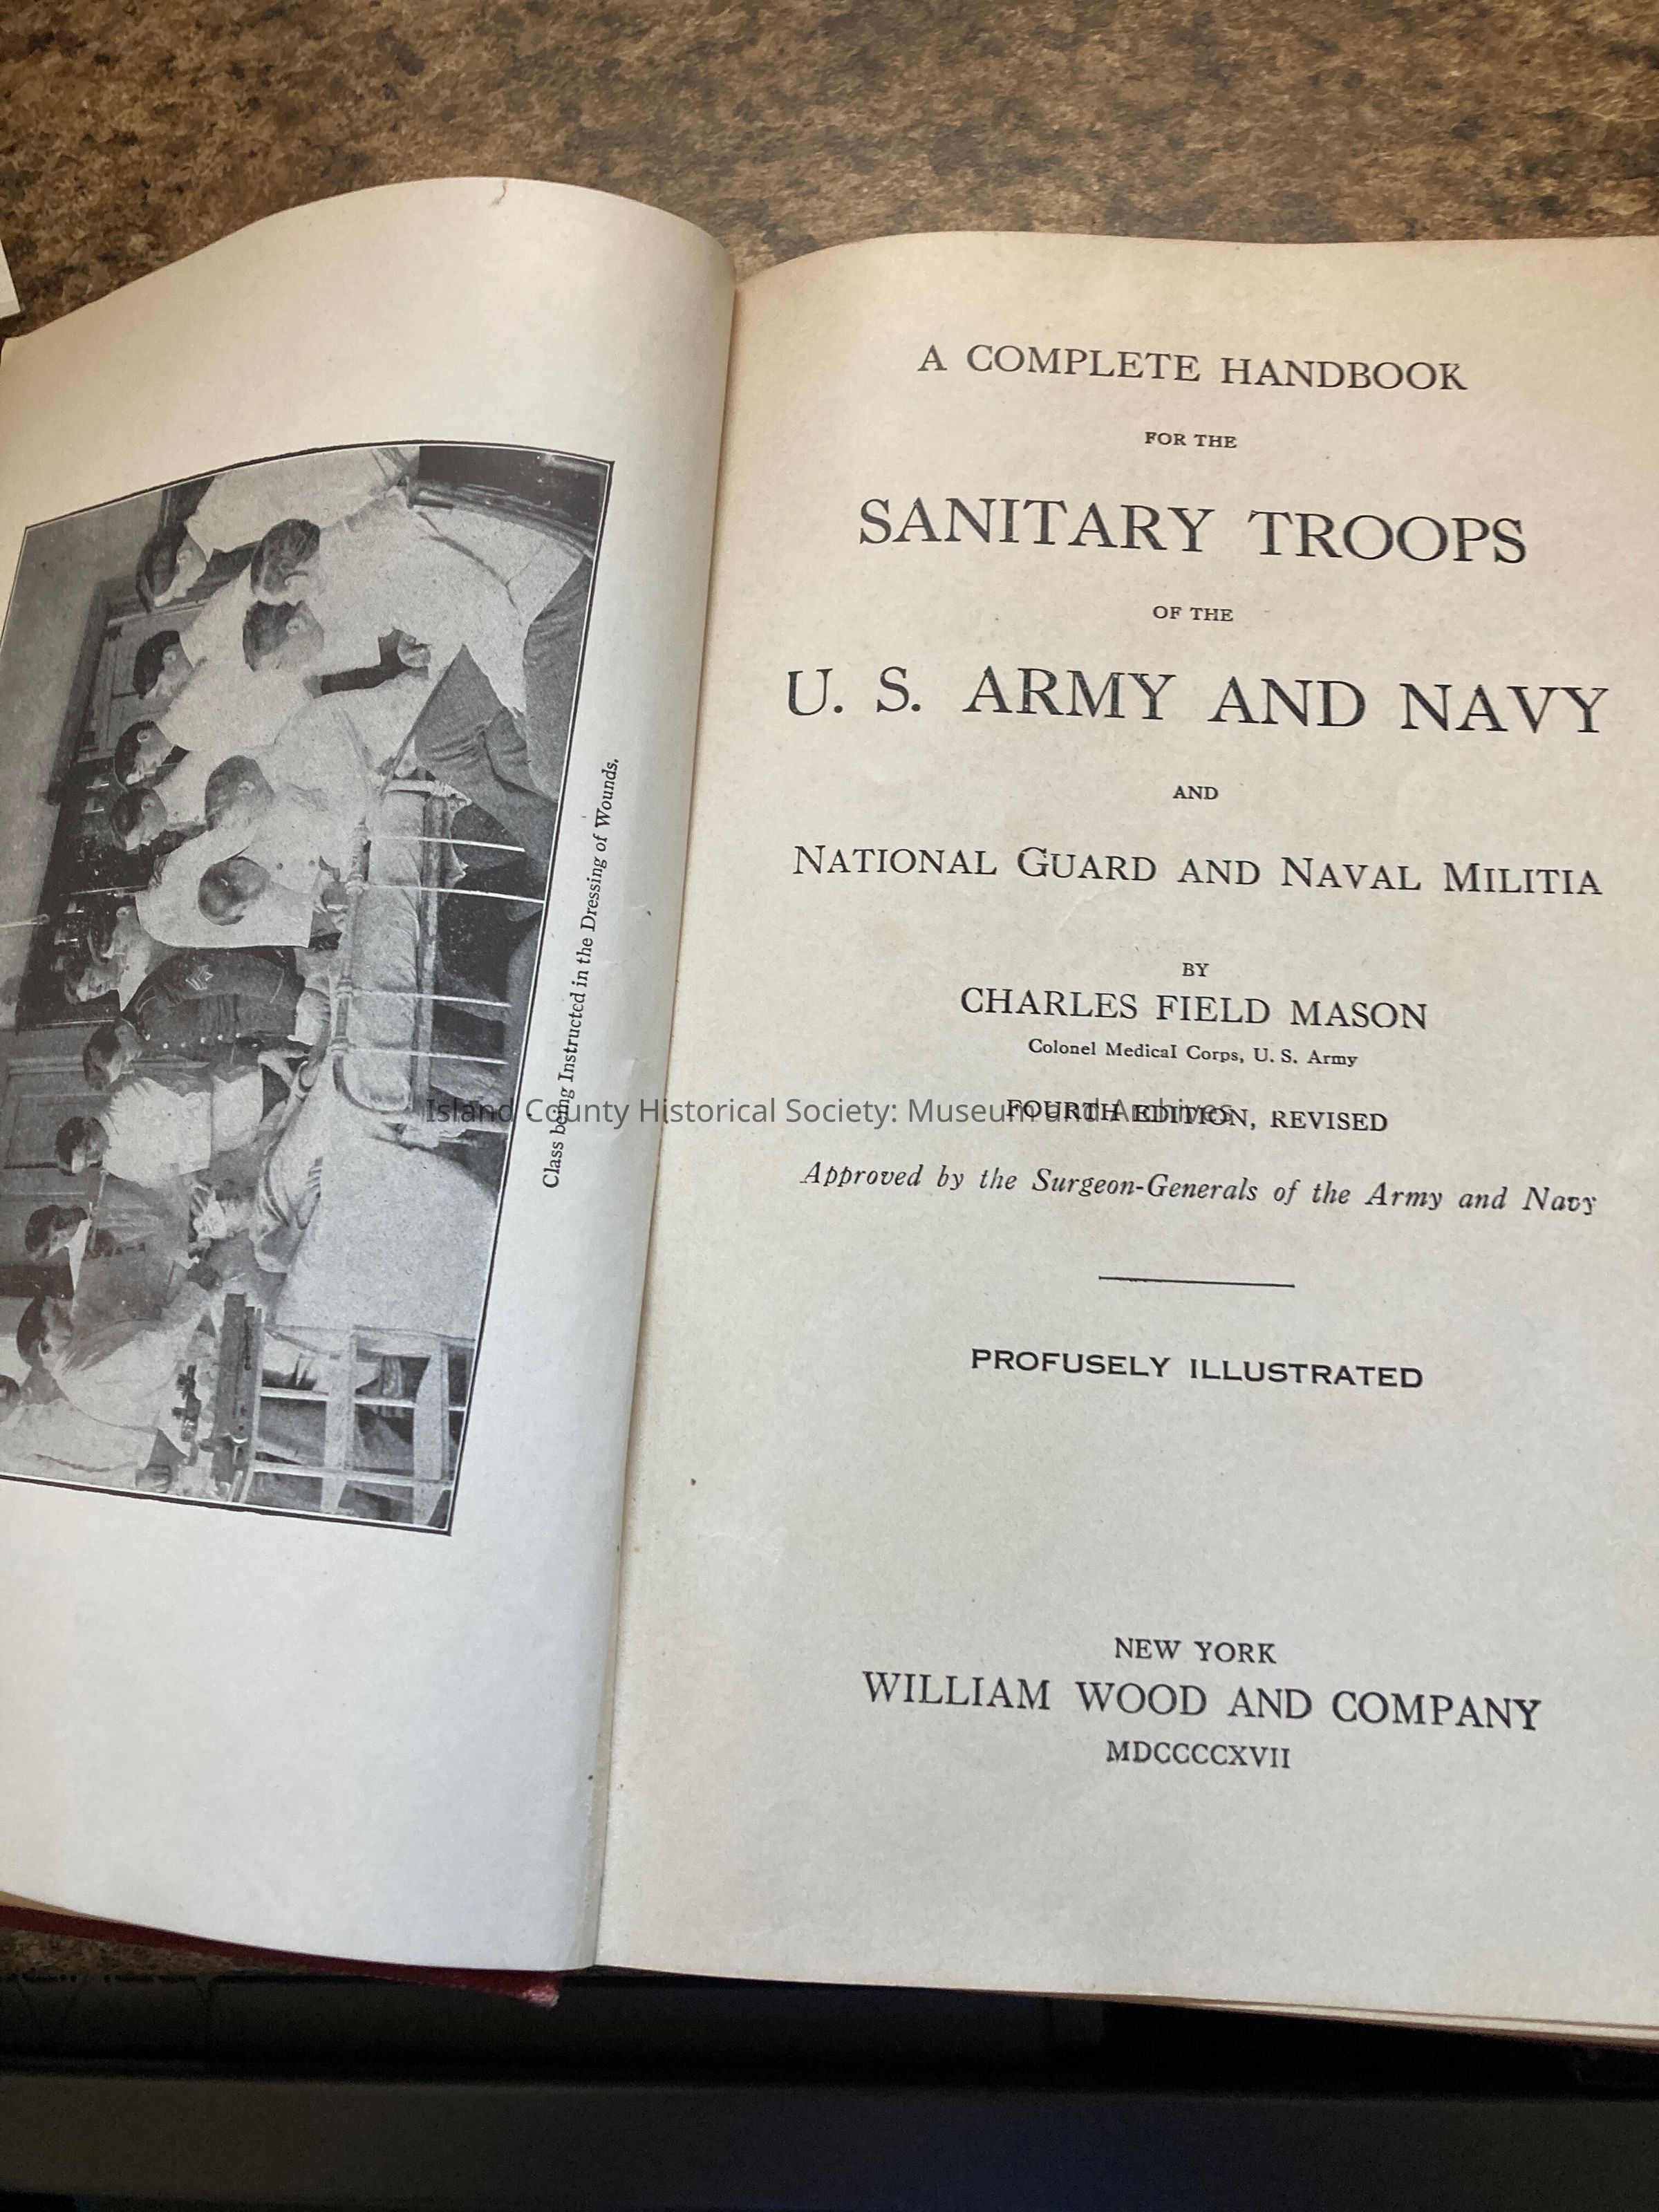 Class being Instructed in the Dressing of Wounds.
A COMPLETE HANDBOOK
FOR THE
SANITARY TROOPS
OF THE
U. S. ARMY AND NAVY
AND
NATIONAL GUARD AND NAVAL MILITIA
BY
CHARLES FIELD MASON
Colonel Medical Corps, U. S. Army
FOURTH EDITION, REVISED
Island County Historical Society: Museum and Archives
Approved by the Surgeon-Generals of the Army and Navy
PROFUSELY ILLUSTRATED
NEW YORK
WILLIAM WOOD AND COMPANY
MDCCCCXVII